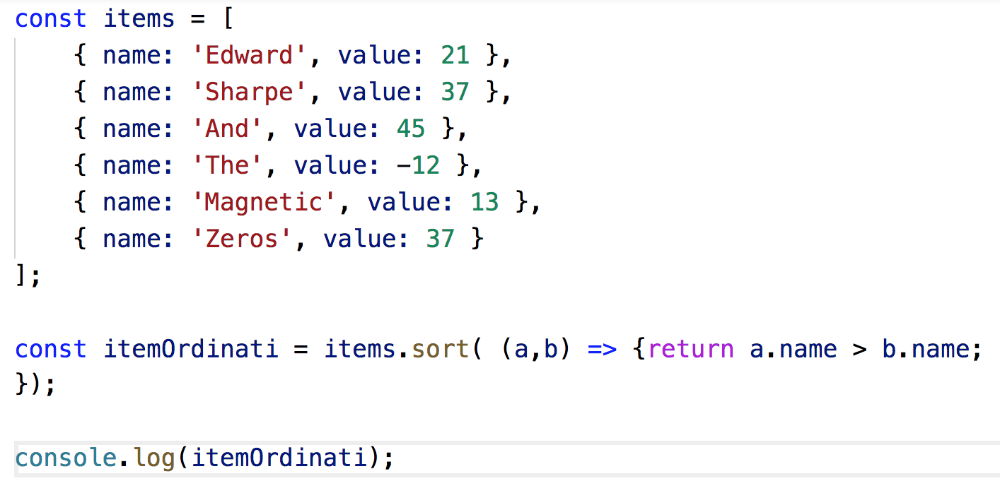 const items = [
    { name: 'Edward', value: 21 },
    { name: 'Sharpe', value: 37 },
    { name: 'And', value: 45 },
    { name: 'The', value: -12 },
    { name: 'Magnetic', value: 13 },
    { name: 'Zeros', value: 37 }
];

const itemOrdinati = items.sort( (a,b) => {return a.name > b.name;
});

console.log(itemOrdinati);